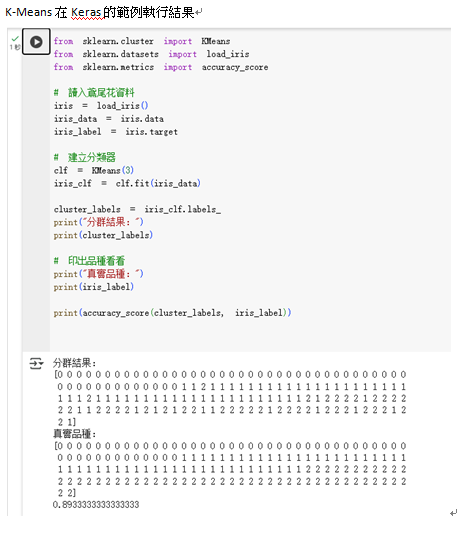 K-Means 在 Keras 的範例執行結果
1 秒
from sklearn.cluster import KMeans
from sklearn.datasets import load_iris
from sklearn.metrics import accuracy_score
# 讀入鳶尾花資料
iris = load_iris()
iris_data = iris.data
iris_label = iris.target
# 建立分類器
clf = KMeans(3)
iris_clf = clf.fit(iris_data)
cluster_labels = iris_clf.labels_
print("分群結果：")
print(cluster_labels)
# 印出品種看看
print("真實品種：")
print(iris_label)
print(accuracy_score(cluster_labels, iris_label))
分群結果：
[0 0 0 0 0 0 0 0 0 0 0 0 0 0 0 0 0 0 0 0 0 0 0 0 0 0 0 0 0 0 0 0 0 0 0 0 0
0 0 0 0 0 0 0 0 0 0 0 0 0 1 1 2 1 1 1 1 1 1 1 1 1 1 1 1 1 1 1 1 1 1 1 1 1
1 1 1 2 1 1 1 1 1 1 1 1 1 1 1 1 1 1 1 1 1 1 1 1 1 1 2 1 2 2 2 2 1 2 2 2 2
2 2 1 1 2 2 2 2 1 2 1 2 1 2 2 1 1 2 2 2 2 2 1 2 2 2 2 1 2 2 2 1 2 2 2 1 2
2 1]
真實品種：
[0 0 0 0 0 0 0 0 0 0 0 0 0 0 0 0 0 0 0 0 0 0 0 0 0 0 0 0 0 0 0 0 0 0 0 0 0
0 0 0 0 0 0 0 0 0 0 0 0 0 1 1 1 1 1 1 1 1 1 1 1 1 1 1 1 1 1 1 1 1 1 1 1 1
1 1 1 1 1 1 1 1 1 1 1 1 1 1 1 1 1 1 1 1 1 1 1 1 1 1 2 2 2 2 2 2 2 2 2 2 2
2 2 2 2 2 2 2 2 2 2 2 2 2 2 2 2 2 2 2 2 2 2 2 2 2 2 2 2 2 2 2 2 2 2 2 2 2
2 2]
0.8933333333333333